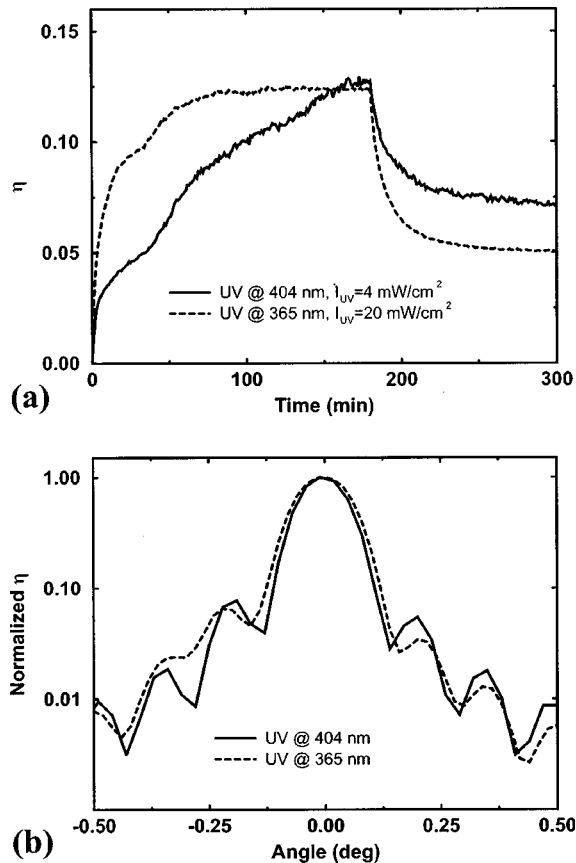 0.15
0.10
η
0.05
UV @ 404 nm, I_UV=4 mW/cm²
UV @ 365 nm, I_UV=20 mW/cm²
0.00
0 100 200 300
(a)
Time (min)
1.00
Normalized η
0.10
0.01
UV @ 404 nm
UV @ 365 nm
-0.50 -0.25 0.00 0.25 0.50
(b)
Angle (deg)